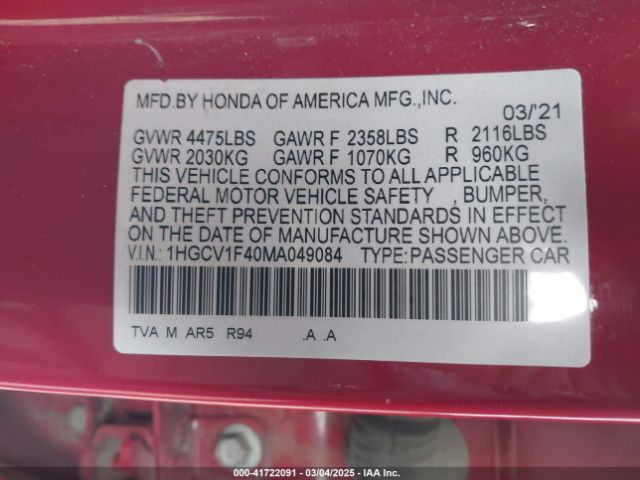 MFD.BY HONDA OF AMERICA MFG.,INC.
03/'21
GVWR 4475LBS GAWR F 2358LBS R 2116LBS
GVWR 2030KG GAWR F 1070KG R 960KG
THIS VEHICLE CONFORMS TO ALL APPLICABLE
FEDERAL MOTOR VEHICLE SAFETY , BUMPER,
AND THEFT PREVENTION STANDARDS IN EFFECT
ON THE DATE OF MANUFACTURE SHOWN ABOVE.
V.I.N.: 1HGCV1F40MA049084 TYPE:PASSENGER CAR
TVA M AR5 R94 .A .A
000-41722091 - 03/04/2025 - IAA Inc.